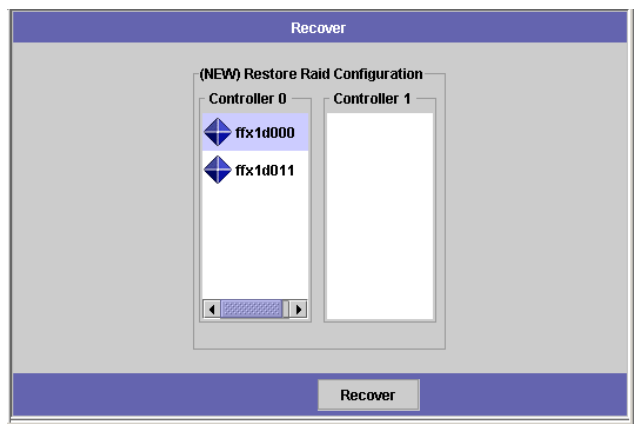 Recover
(NEW) Restore Raid Configuration
Controller 0
Controller 1
ffx1d000
ffx1d011
Recover